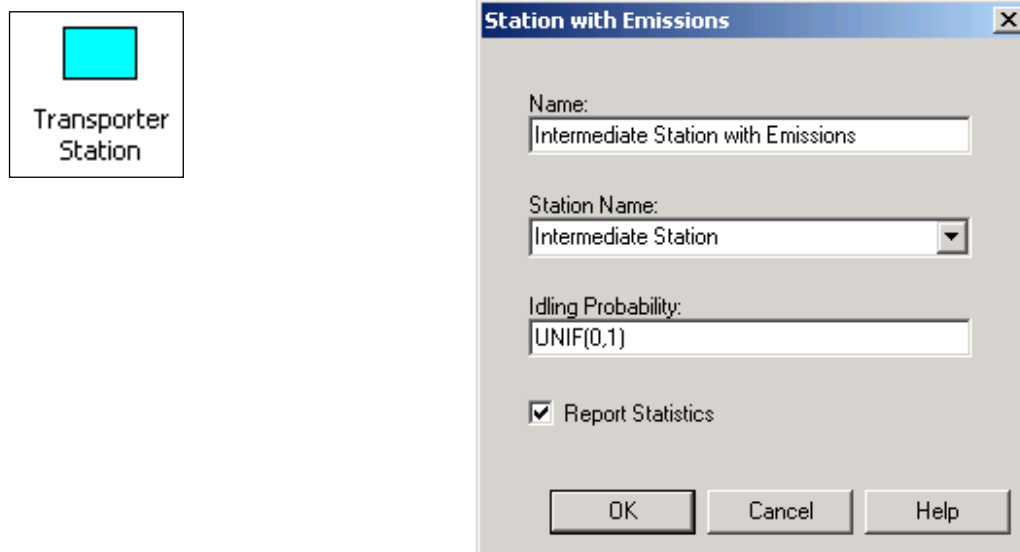 Transporter
Station
Station with Emissions
Name:
Intermediate Station with Emissions
Station Name:
Intermediate Station
Idling Probability:
UNIF(0,1)
Report Statistics
OK Cancel Help